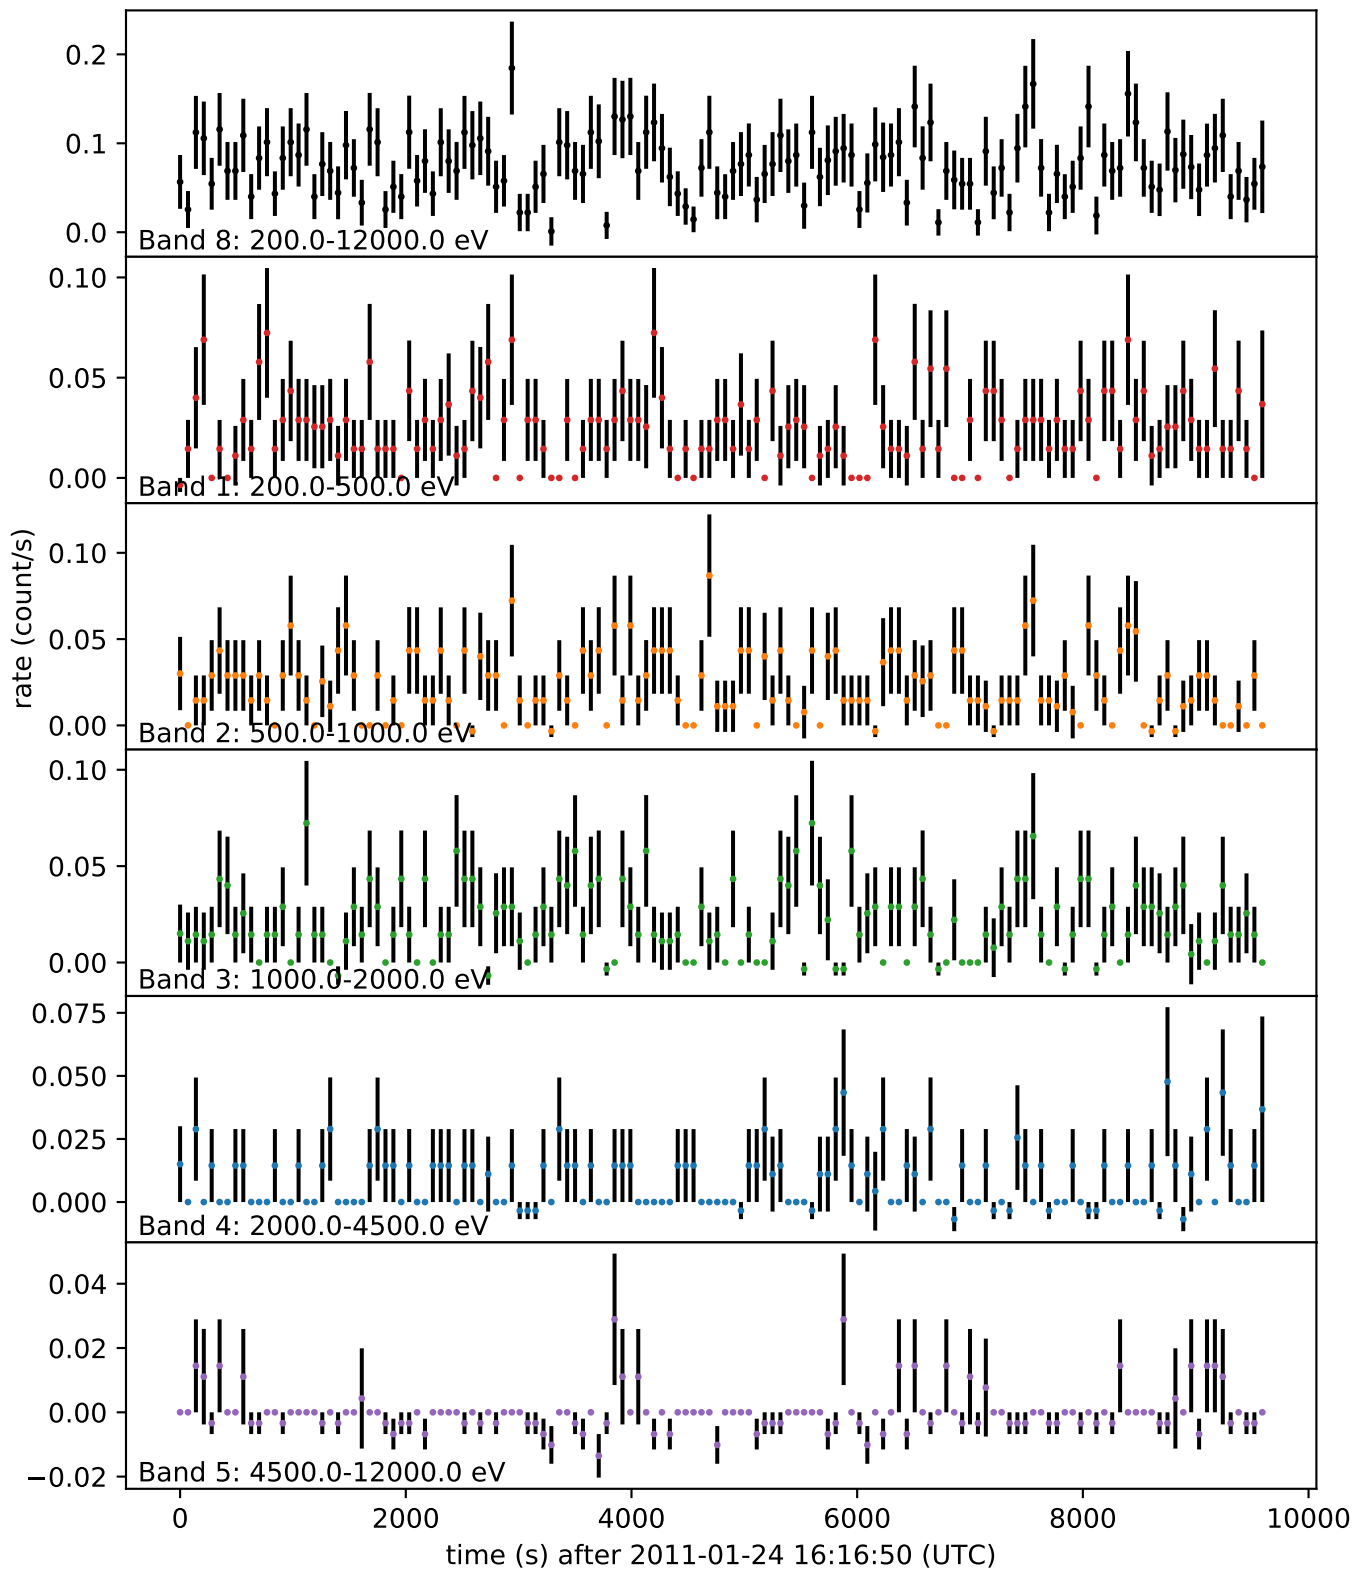 0.2
0.1
0.0
Band 8: 200.0-12000.0 eV
0.10
0.05
0.00
Band 1: 200.0-500.0 eV
rate (count/s)
0.10
0.05
0.00
Band 2: 500.0-1000.0 eV
0.10
0.05
0.00
Band 3: 1000.0-2000.0 eV
0.075
0.050
0.025
0.000
Band 4: 2000.0-4500.0 eV
0.04
0.02
0.00
−0.02
Band 5: 4500.0-12000.0 eV
0 2000 4000 6000 8000 10000
time (s) after 2011-01-24 16:16:50 (UTC)